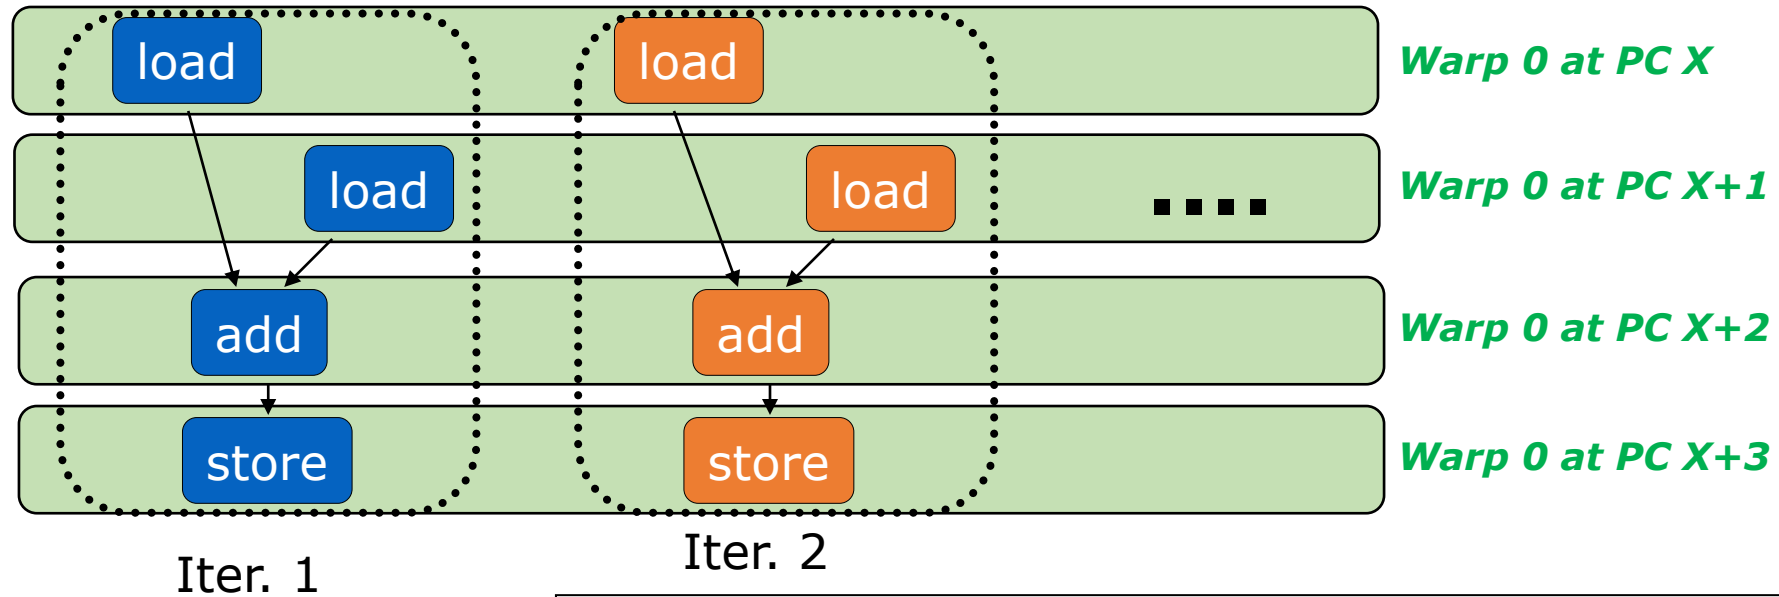 load load Warp 0 at PC X
load load Warp 0 at PC X+1
add add Warp 0 at PC X+2
store store Warp 0 at PC X+3
Iter. 1 Iter. 2